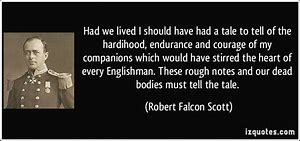 Had we lived I should have had a tale to tell of the
hardihood, endurance and courage of my
companions which would have stirred the heart of
every Englishman. These rough notes and our dead
bodies must tell the tale.
(Robert Falcon Scott)
izquotes.com